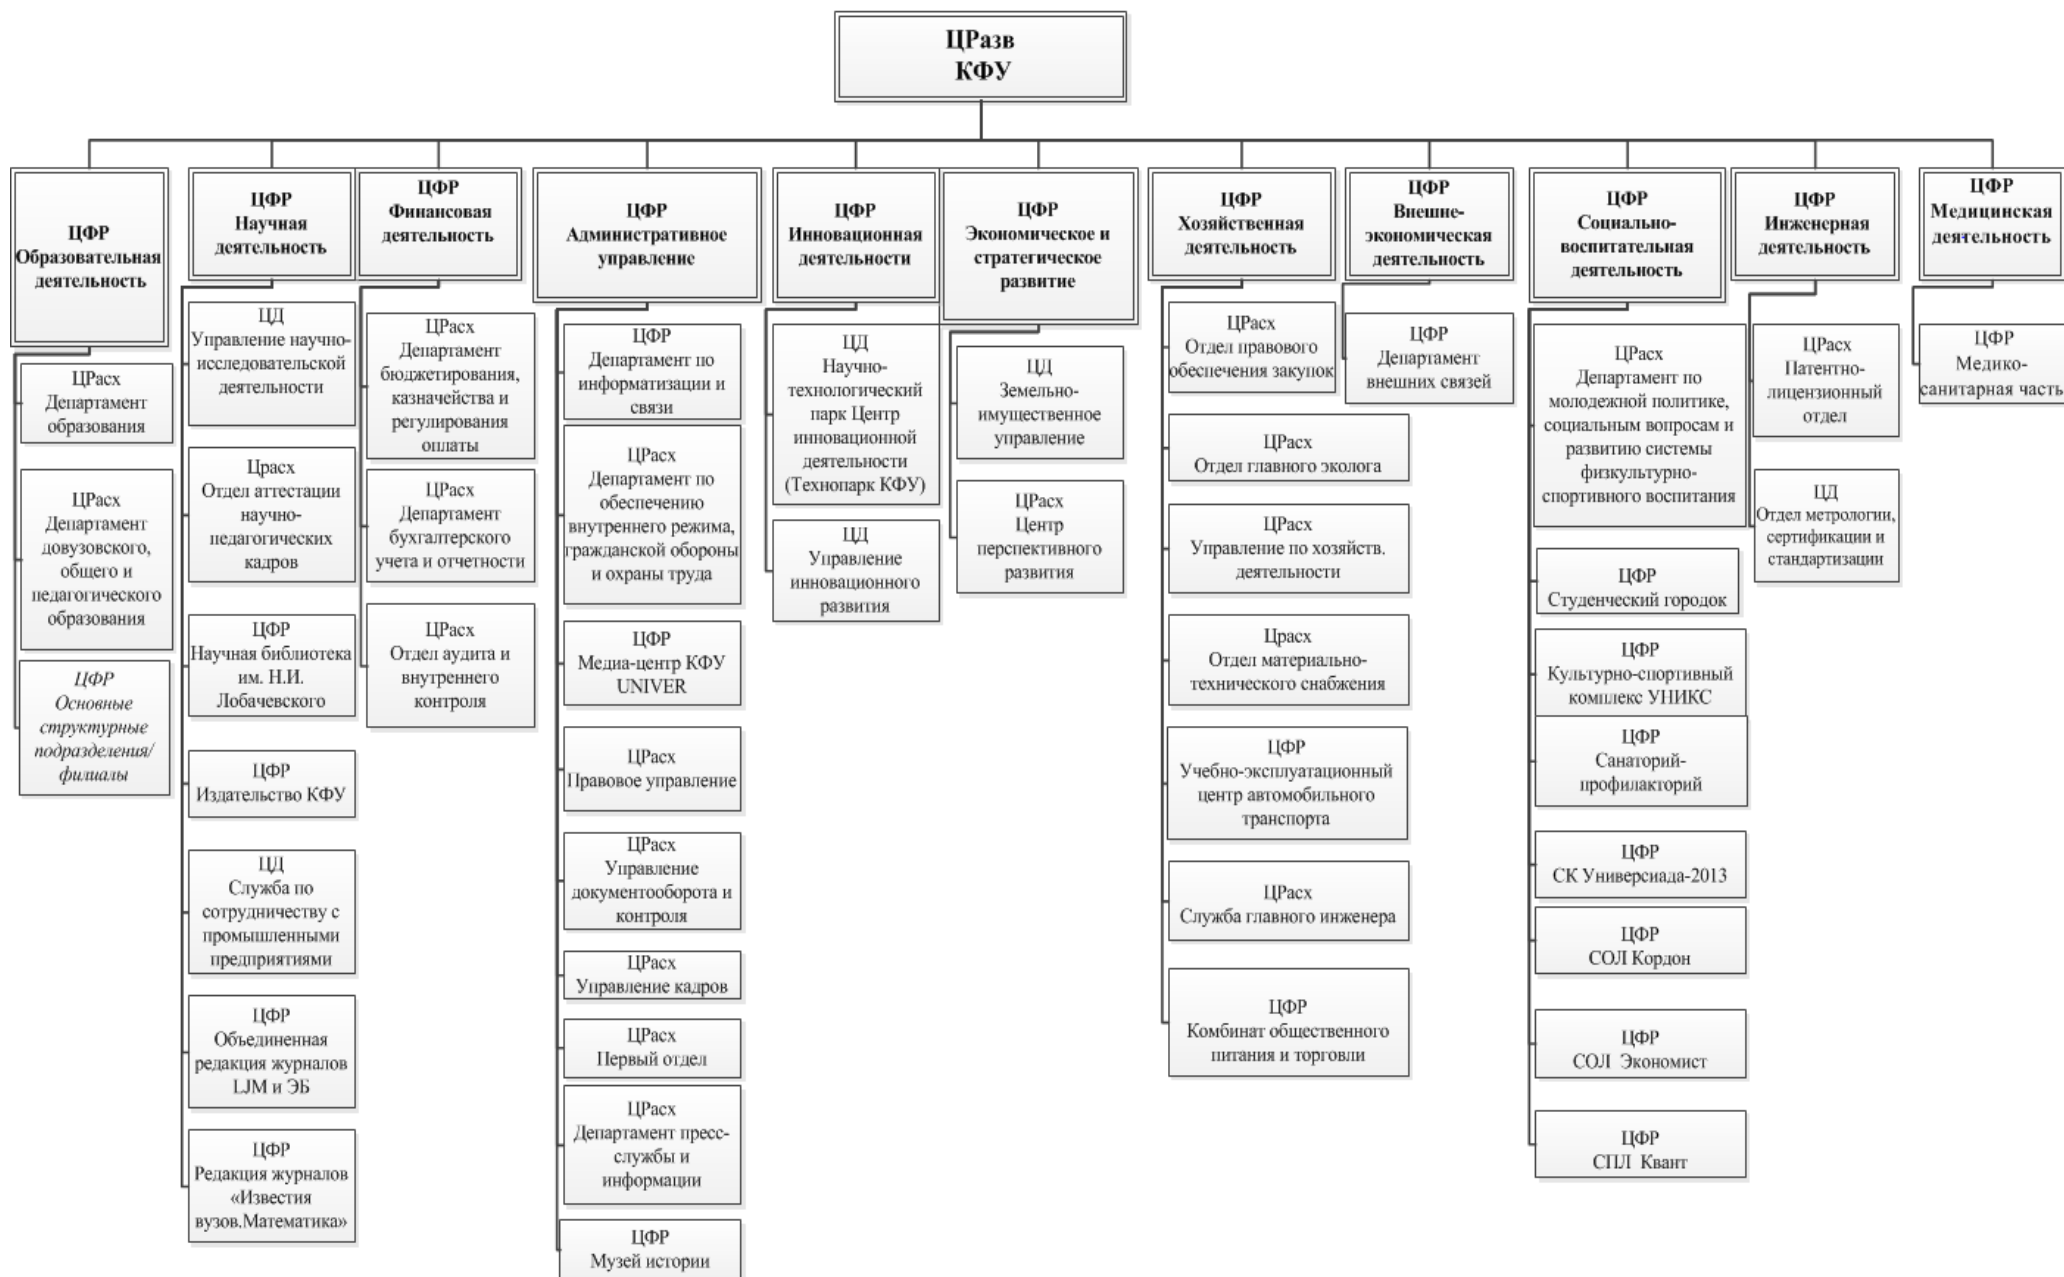 ЦРазв
КФУ
ЦФР
Образовательная
деятельность
ЦРасх
Департамент
образования
ЦРасх
Департамент
довузовского,
общего и
педагогического
образования
ЦФР
Основные
структурные
подразделения/
филиалы
ЦФР
Научная
деятельность
ЦД
Управление научно-
исследовательской
деятельности
Црасх
Отдел аттестации
научно-
педагогических
кадров
ЦФР
Научная библиотека
им. Н.И.
Лобачевского
ЦФР
Издательство КФУ
ЦД
Служба по
сотрудничеству с
промышленными
предприятиями
ЦФР
Объединенная
редакция журналов
LJM и ЭБ
ЦФР
Редакция журналов
«Известия
вузов.Математика»
ЦФР
Финансовая
деятельность
ЦРасх
Департамент
бюджетирования,
казначейства и
регулирования
оплаты
ЦРасх
Департамент
бухгалтерского
учета и отчетности
ЦРасх
Отдел аудита и
внутреннего
контроля
ЦФР
Административное
управление
ЦФР
Департамент по
информатизации и
связи
ЦРасх
Департамент по
обеспечению
внутреннего режима,
гражданской обороны
и охраны труда
ЦФР
Медиа-центр КФУ
UNIVER
ЦРасх
Правовое управление
ЦРасх
Управление
документооборота и
контроля
ЦРасх
Управление кадров
ЦРасх
Первый отдел
ЦРасх
Департамент пресс-
службы и
информации
ЦФР
Музей истории
ЦФР
Инновационная
деятельности
ЦД
Научно-
технологический
парк Центр
инновационной
деятельности
(Технопарк КФУ)
ЦД
Управление
инновационного
развития
ЦФР
Экономическое и
стратегическое
развитие
ЦД
Земельно-
имущественное
управление
ЦРасх
Центр
перспективного
развития
ЦФР
Хозяйственная
деятельность
ЦРасх
Отдел правового
обеспечения закупок
ЦРасх
Отдел главного эколога
ЦРасх
Управление по хозяйств.
деятельности
Црасх
Отдел материально-
технического снабжения
ЦФР
Учебно-эксплуатационный
центр автомобильного
транспорта
ЦРасх
Служба главного инженера
ЦФР
Комбинат общественного
питания и торговли
ЦФР
Внешне-
экономическая
деятельность
ЦФР
Департамент
внешних связей
ЦФР
Социально-
воспитательная
деятельность
ЦРасх
Департамент по
молодежной политике,
социальным вопросам и
развитию системы
физкультурно-
спортивного воспитания
ЦФР
Студенческий городок
ЦФР
Культурно-спортивный
комплекс УНИКС
ЦФР
Санаторий-
профилакторий
ЦФР
СК Универсиада-2013
ЦФР
СОЛ Кордон
ЦФР
СОЛ Экономист
ЦФР
СПЛ Квант
ЦФР
Инженерная
деятельность
ЦРасх
Патентно-
лицензионный
отдел
ЦД
Отдел метрологии,
сертификации и
стандартизации
ЦФР
Медицинская
деятельность
ЦФР
Медико-
санитарная часть